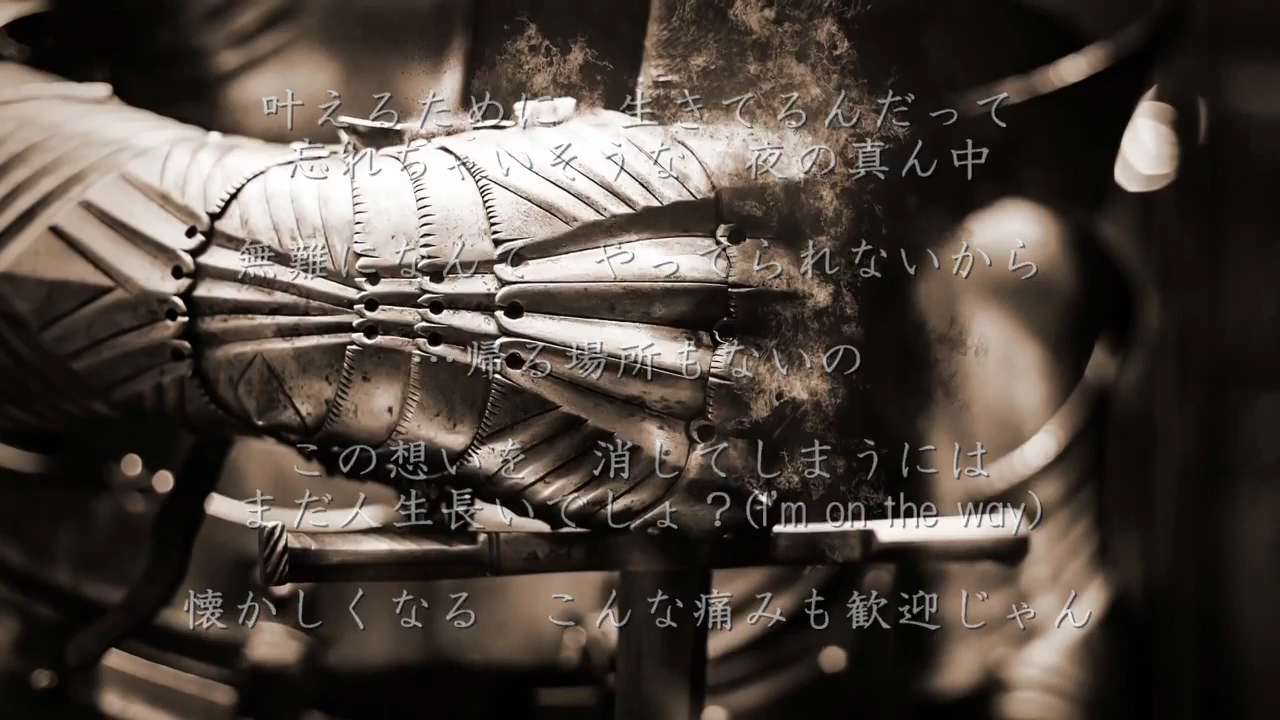 叶えるために 生きてるんだって
忘れちゃいそうな 夜の真ん中
無難になんて やってられないから
…帰る場所もないの
この想いを 消してしまうには
まだ人生長いでしょ？(i'm on the way)
懐かしくなる こんな痛みも歓迎じゃん